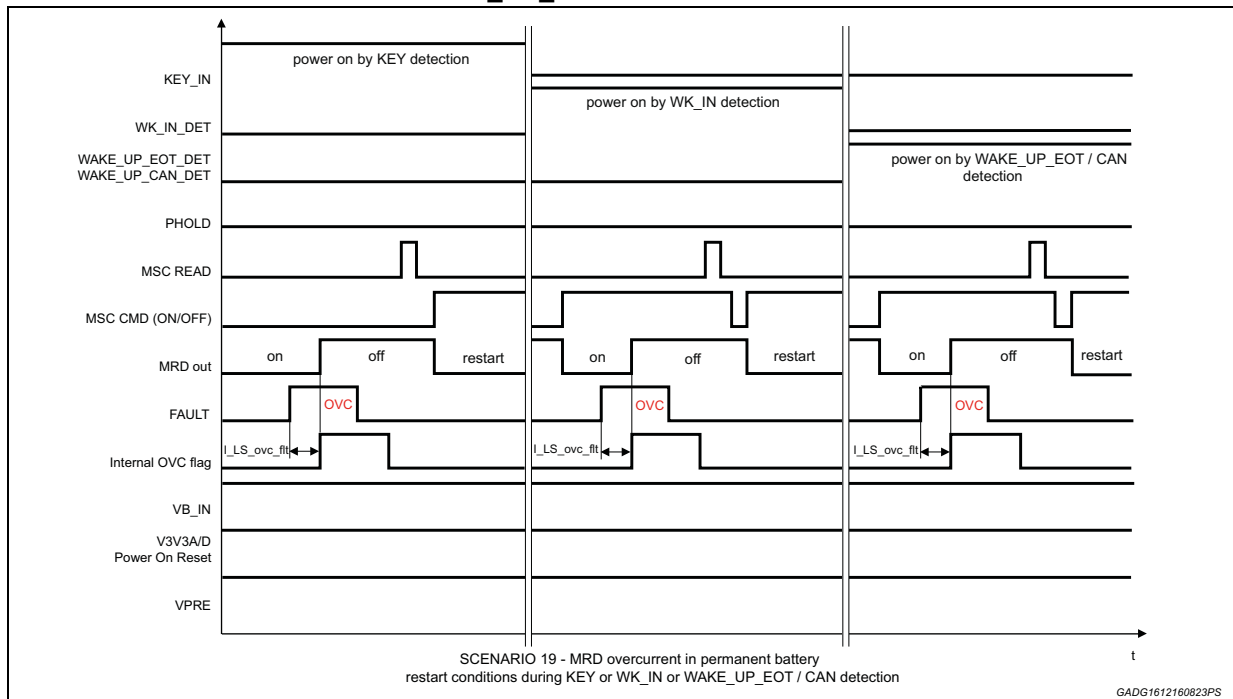 power on by KEY detection
KEY_IN
power on by WK_IN detection
WK_IN_DET
WAKE_UP_EOT_DET
WAKE_UP_CAN_DET
power on by WAKE_UP_EOT / CAN
detection
PHOLD
MSC READ
MSC CMD (ON/OFF)
on off restart on off restart on off restart
MRD out
OVC OVC OVC
FAULT
I_LS_ovc_flt I_LS_ovc_flt I_LS_ovc_flt
Internal OVC flag
VB_IN
V3V3A/D
Power On Reset
VPRE
SCENARIO 19 - MRD overcurrent in permanent battery t
restart conditions during KEY or WK_IN or WAKE_UP_EOT / CAN detection
GADG1612160823PS